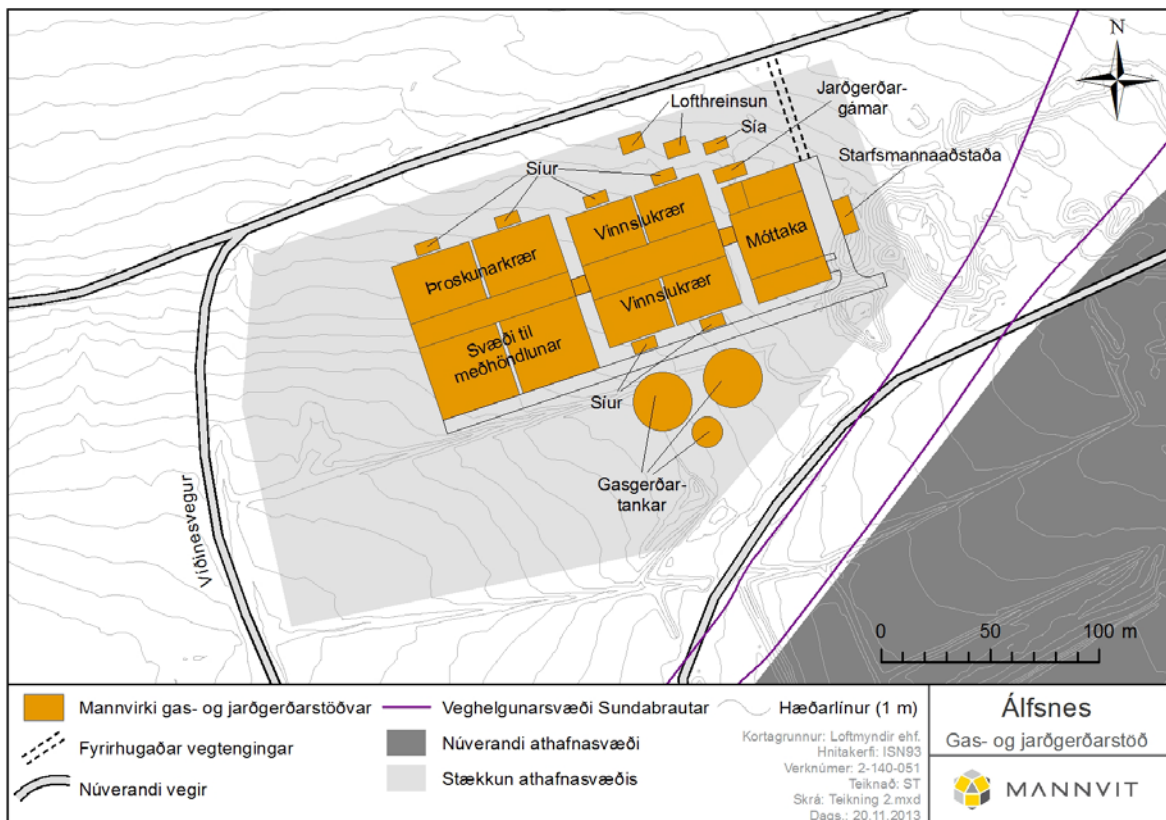 N
Lofthreinsun
Jarðgerðar-
gámar
Sía
Starfsmannaaðstaða
Síur
Vinnslukrær
Móttaka
Þroskunarkrær
Vinnslukrær
Svæði til
meðhöndlunar
Síur
Gasgerðar-
tankar
Víðinesvegur
0 50 100 m
Mannvirki gas- og jarðgerðarstöðvar
Fyrirhugaðar vegtengingar
Núverandi vegir
Veghelgunarsvæði Sundabrautar
Núverandi athafnasvæði
Stækkun athafnasvæðis
Hæðarlínur (1 m)
Kortagrunnur: Loftmyndir ehf.
Hnitakerfi: ISN93
Verknúmer: 2-140-051
Teiknað: ST
Skrá: Teikning 2.mxd
Dags.: 20.11.2013
Álfsnes
Gas- og jarðgerðarstöð
MANNVIT